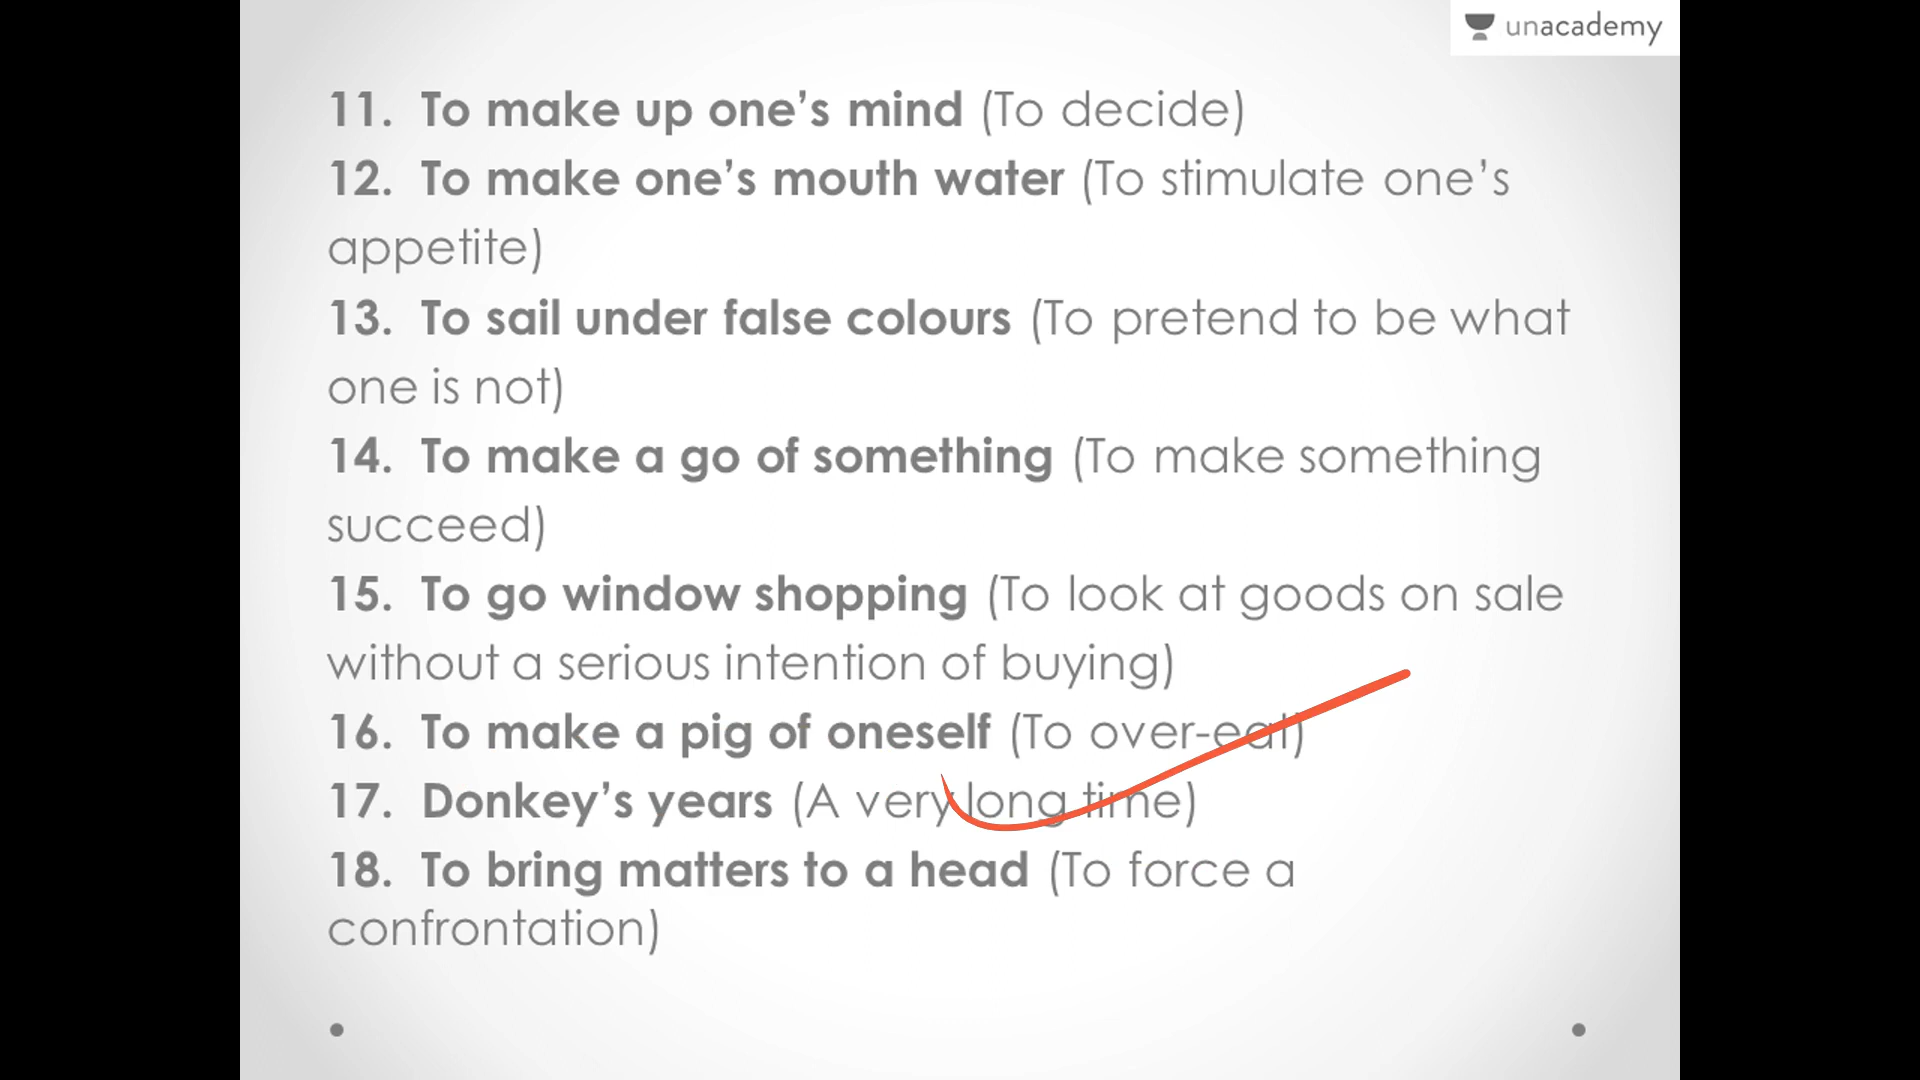 unacademy
11. To make up one’s mind (To decide)
12. To make one’s mouth water (To stimulate one’s
appetite)
13. To sail under false colours (To pretend to be what
one is not)
14. To make a go of something (To make something
succeed)
15. To go window shopping (To look at goods on sale
without a serious intention of buying)
16. To make a pig of oneself (To over-eat)
17. Donkey’s years (A very long time)
18. To bring matters to a head (To force a
confrontation)